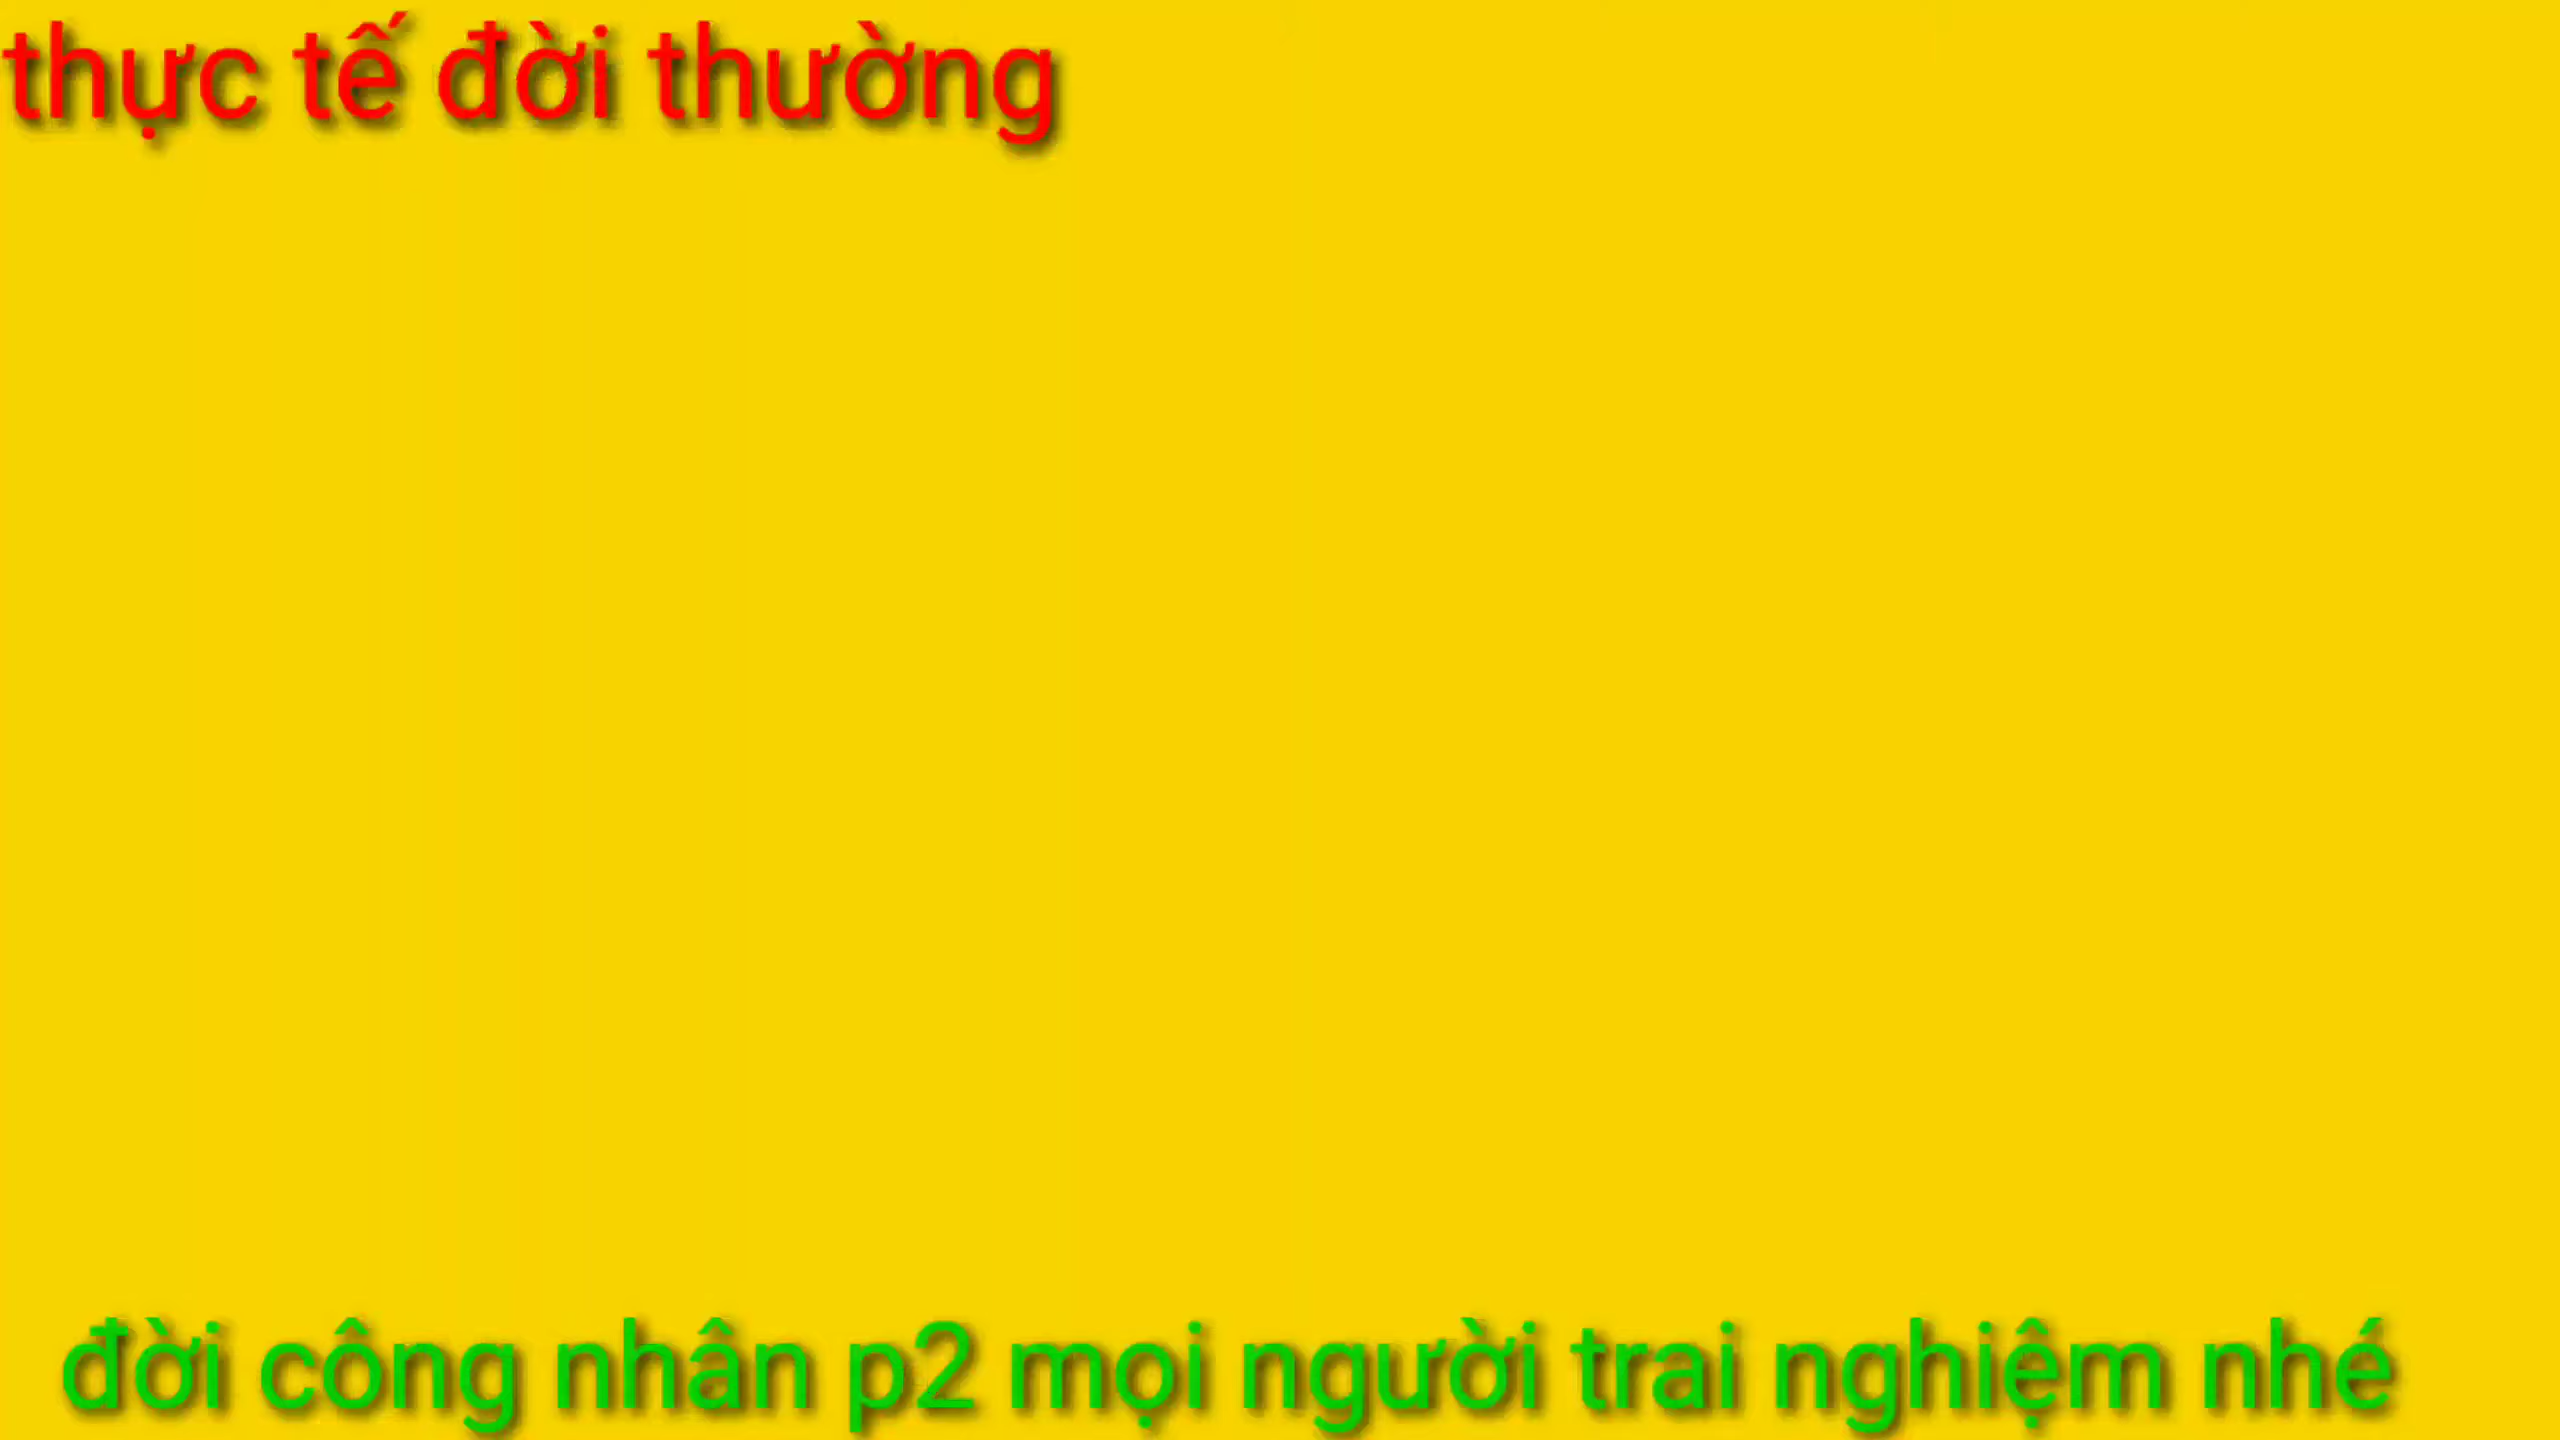 thực tế đời thường
đời công nhân p2 mọi người trai nghiệm nhé